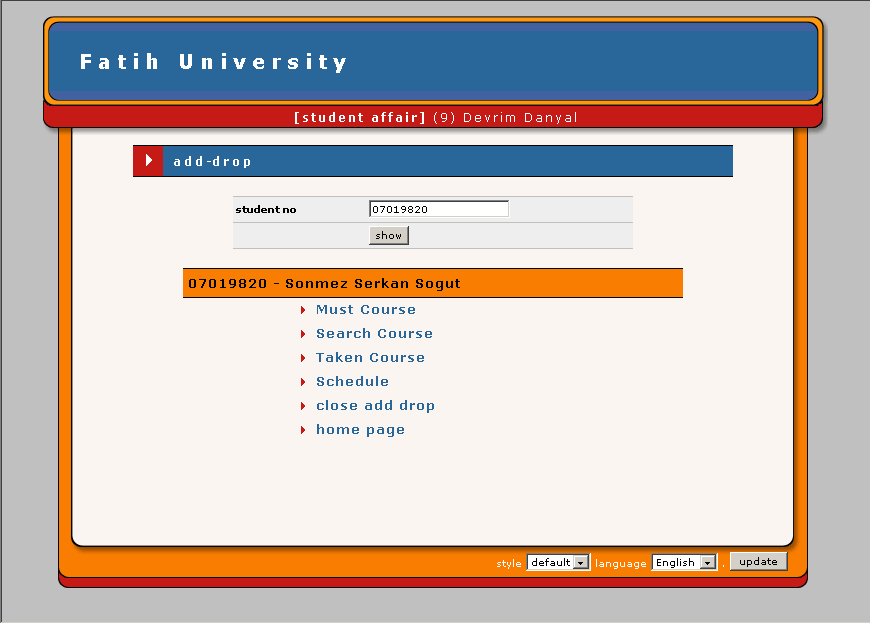 Fatih University
[student affair] (9) Devrim Danyal
add-drop
student no 07019820
show
07019820 - Sonmez Serkan Sogut
Must Course
Search Course
Taken Course
Schedule
close add drop
home page
style default language English . update